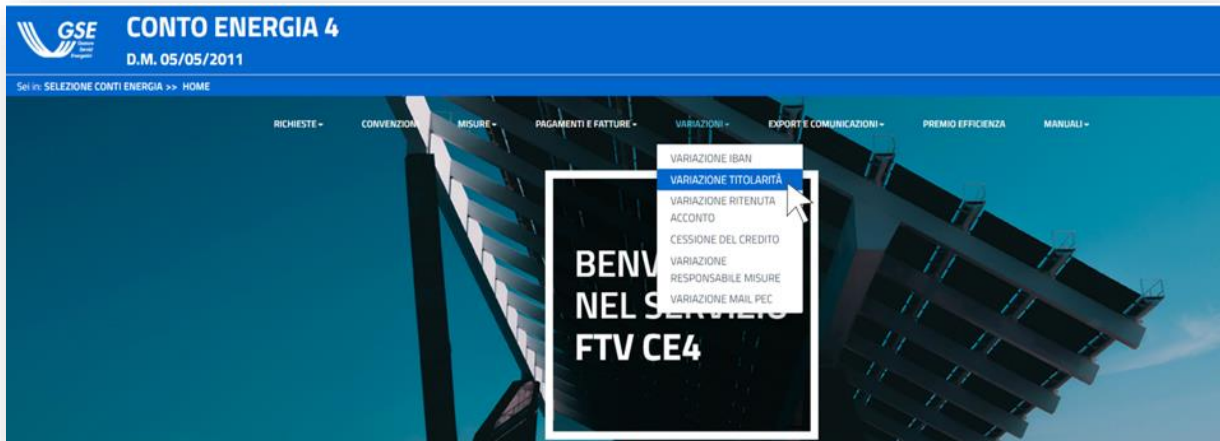 GSE
Gestore
Servizi
Energetici
CONTO ENERGIA 4
D.M. 05/05/2011
Sei in: SELEZIONE CONTI ENERGIA >> HOME
RICHIESTE CONVENZION MISURE PAGAMENTI E FATTURE VARIAZIONI EXPORT E COMUNICAZIONI PREMIO EFFICIENZA MANUALI
VARIAZIONE IBAN
VARIAZIONE TITOLARITÀ
VARIAZIONE RITENUTA
ACCONTO
CESSIONE DEL CREDITO
VARIAZIONE
RESPONSABILE MISURE
VARIAZIONE MAIL PEC
BENV
NEL SERVIZIO
FTV CE4